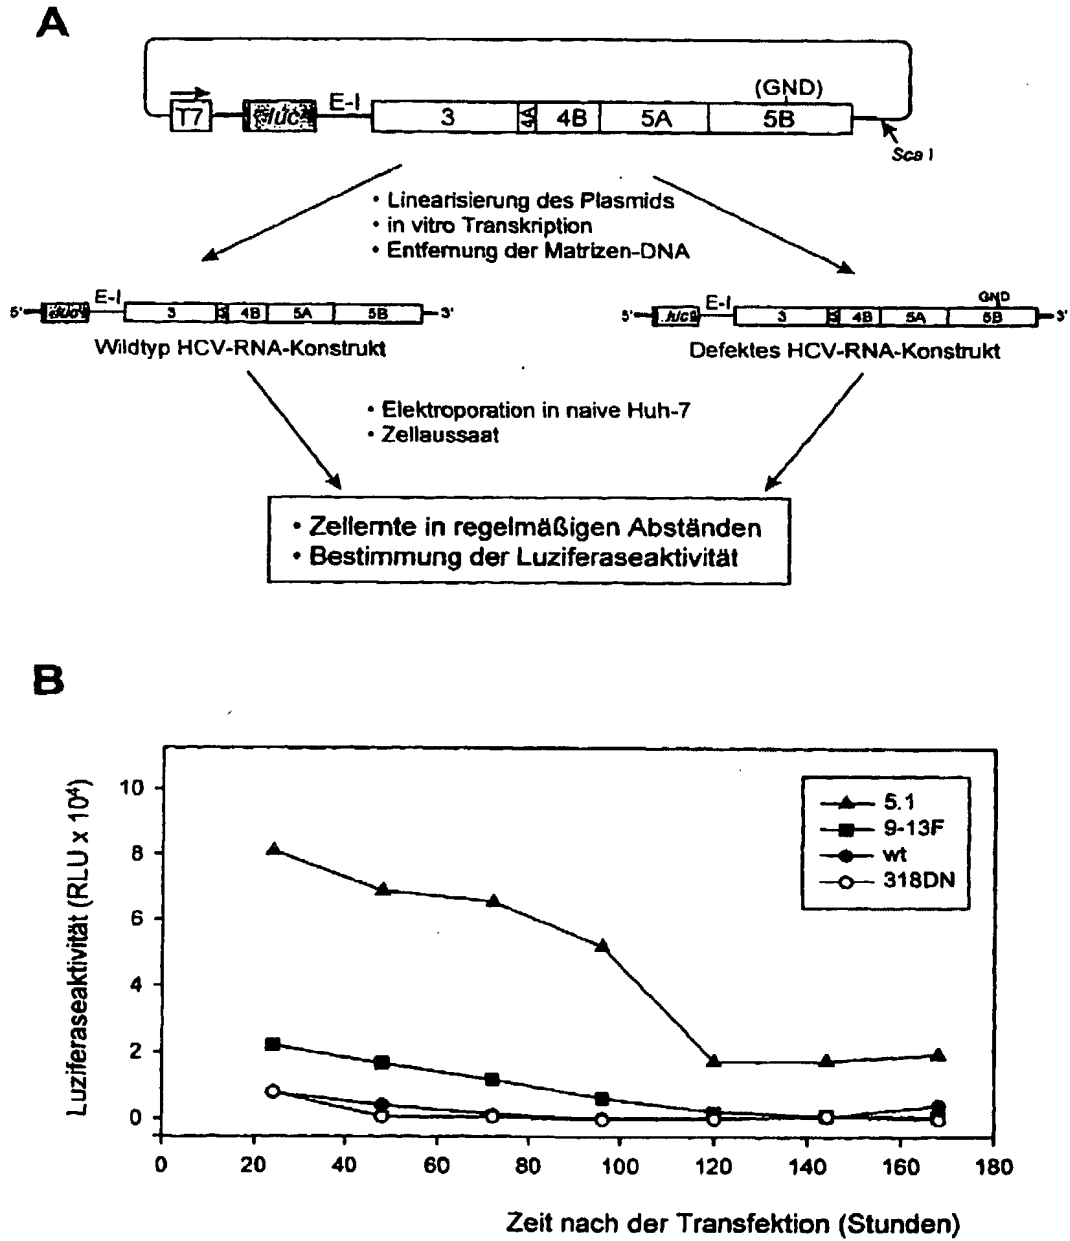 A
(GND)
T7 luc E-I 3 4A 4B 5A 5B
Sca I
• Linearisierung des Plasmids
• in vitro Transkription
• Entfernung der Matrizen-DNA
5' luc E-I 3 4B 5A 5B 3'
Wildtyp HCV-RNA-Konstrukt
GND
5' luc E-I 3 4B 5A 5B 3'
Defektes HCV-RNA-Konstrukt
• Elektroporation in naive Huh-7
• Zellaussaat
• Zellernte in regelmäßigen Abständen
• Bestimmung der Luziferaseaktivität
B
Luziferaseaktivität (RLU x 10⁴)
10
8
6
4
2
0
5.1
9-13F
wt
318DN
0 20 40 60 80 100 120 140 160 180
Zeit nach der Transfektion (Stunden)